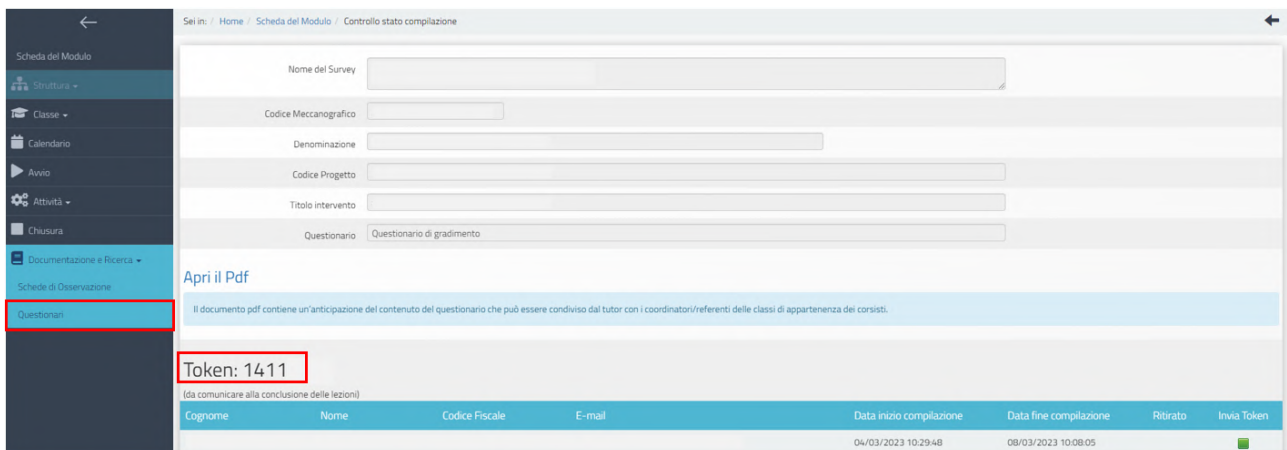 Sei in: / Home / Scheda del Modulo / Controllo stato compilazione
Scheda del Modulo
Struttura
Classe
Calendario
Avvio
Attività
Chiusura
Documentazione e Ricerca
Schede di Osservazione
Questionari
Nome del Survey
Codice Meccanografico
Denominazione
Codice Progetto
Titolo intervento
Questionario Questionario di gradimento
Apri il Pdf
Il documento pdf contiene un'anticipazione del contenuto del questionario che può essere condiviso dal tutor con i coordinatori/referenti delle classi di appartenenza dei corsisti.
Token: 1411
(da comunicare alla conclusione delle lezioni)
Cognome Nome Codice Fiscale E-mail Data inizio compilazione Data fine compilazione Ritirato Invia Token
04/03/2023 10:29:48 08/03/2023 10:08:05